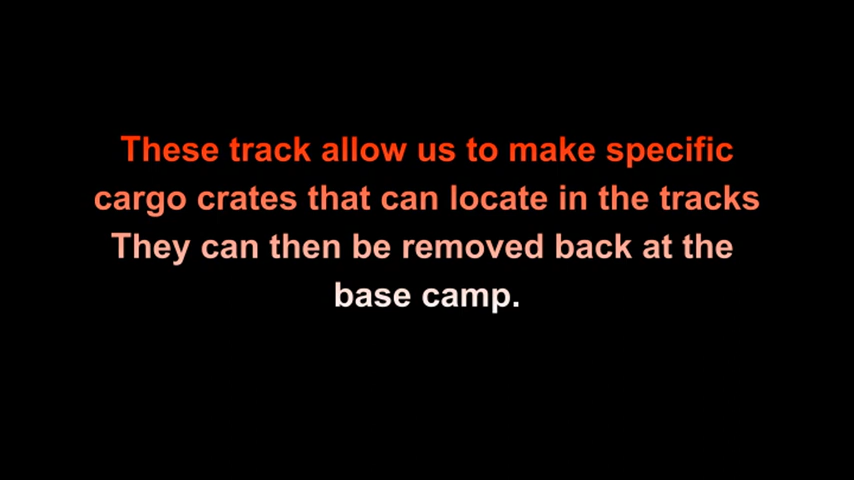 These track allow us to make specific
cargo crates that can locate in the tracks
They can then be removed back at the
base camp.